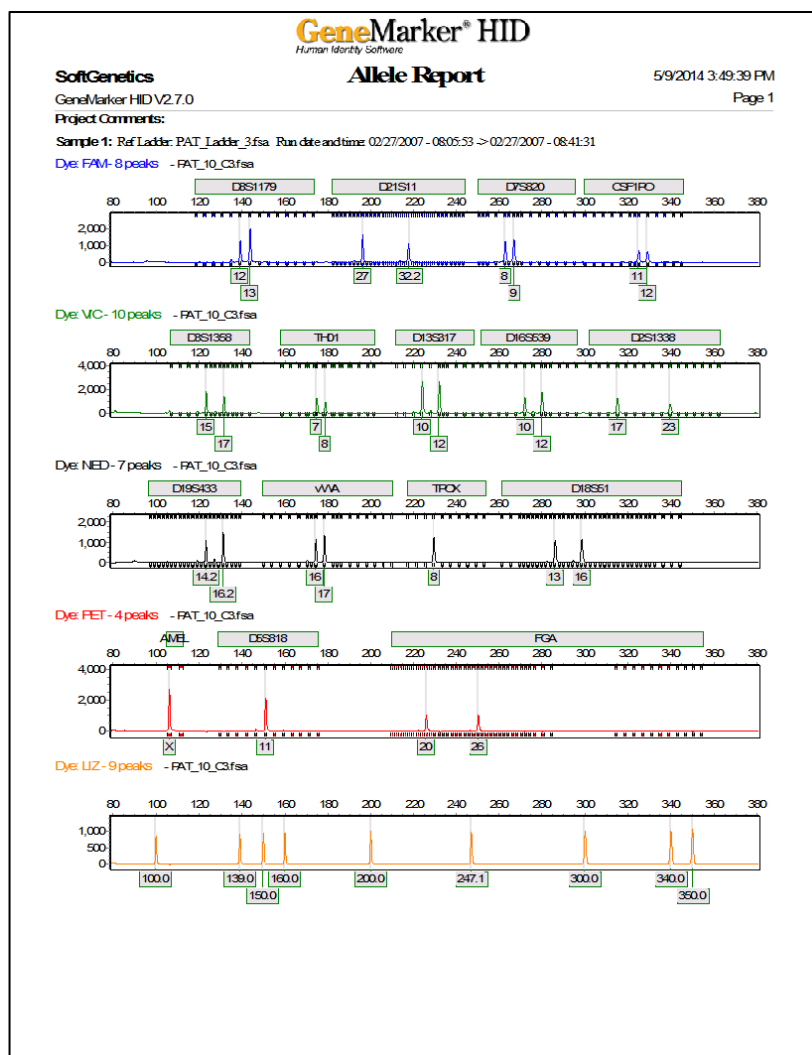 GeneMarker® HID
Human Identity Software
SoftGenetics Allele Report 5/9/2014 3:49:39 PM
GeneMarker HID V2.7.0 Page 1
Project Comments:
Sample 1: Ref Ladder: PAT_Ladder_3.fsa Run date and time: 02/27/2007 - 08:05:53 -> 02/27/2007 - 08:41:31
Dye: FAM - 8 peaks - PAT_10_C3.fsa
D8S1179 D21S11 D7S820 CSF1PO
80 100 120 140 160 180 200 220 240 260 280 300 320 340 360 380
2,000
1,000
0
12 27 32.2 8 11
13 9 12
Dye: VIC - 10 peaks - PAT_10_C3.fsa
D3S1358 TH01 D13S317 D16S539 D2S1338
80 100 120 140 160 180 200 220 240 260 280 300 320 340 360 380
4,000
2,000
0
15 7 10 10 17 23
17 8 12 12
Dye: NED - 7 peaks - PAT_10_C3.fsa
D19S433 vWA TPOX D18S51
80 100 120 140 160 180 200 220 240 260 280 300 320 340 360 380
2,000
1,000
0
14.2 16 8 13 16
16.2 17
Dye: PET - 4 peaks - PAT_10_C3.fsa
AMEL D5S818 FGA
80 100 120 140 160 180 200 220 240 260 280 300 320 340 360 380
4,000
2,000
0
X 11 20 26
Dye: LIZ - 9 peaks - PAT_10_C3.fsa
80 100 120 140 160 180 200 220 240 260 280 300 320 340 360 380
1,000
500
0
100.0 139.0 160.0 200.0 247.1 300.0 340.0
150.0 350.0